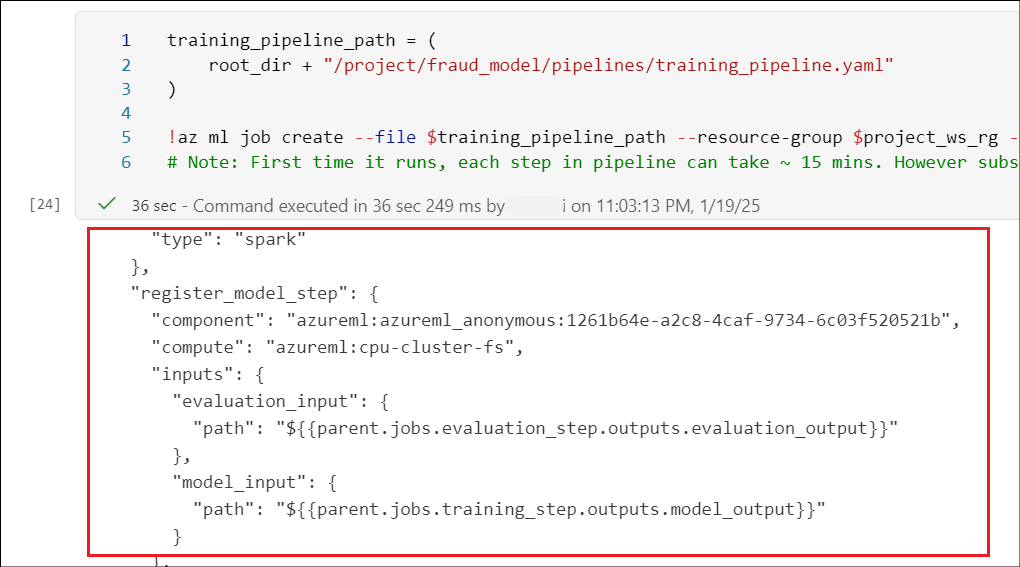 1 training_pipeline_path = (
2 root_dir + "/project/fraud_model/pipelines/training_pipeline.yaml"
3 )
4
5 !az ml job create --file $training_pipeline_path --resource-group $project_ws_rg -
6 # Note: First time it runs, each step in pipeline can take ~ 15 mins. However subs
[24] ✓ 36 sec - Command executed in 36 sec 249 ms by i on 11:03:13 PM, 1/19/25
"type": "spark"
},
"register_model_step": {
"component": "azureml:azureml_anonymous:1261b64e-a2c8-4caf-9734-6c03f520521b",
"compute": "azureml:cpu-cluster-fs",
"inputs": {
"evaluation_input": {
"path": "${{parent.jobs.evaluation_step.outputs.evaluation_output}}"
},
"model_input": {
"path": "${{parent.jobs.training_step.outputs.model_output}}"
}
},